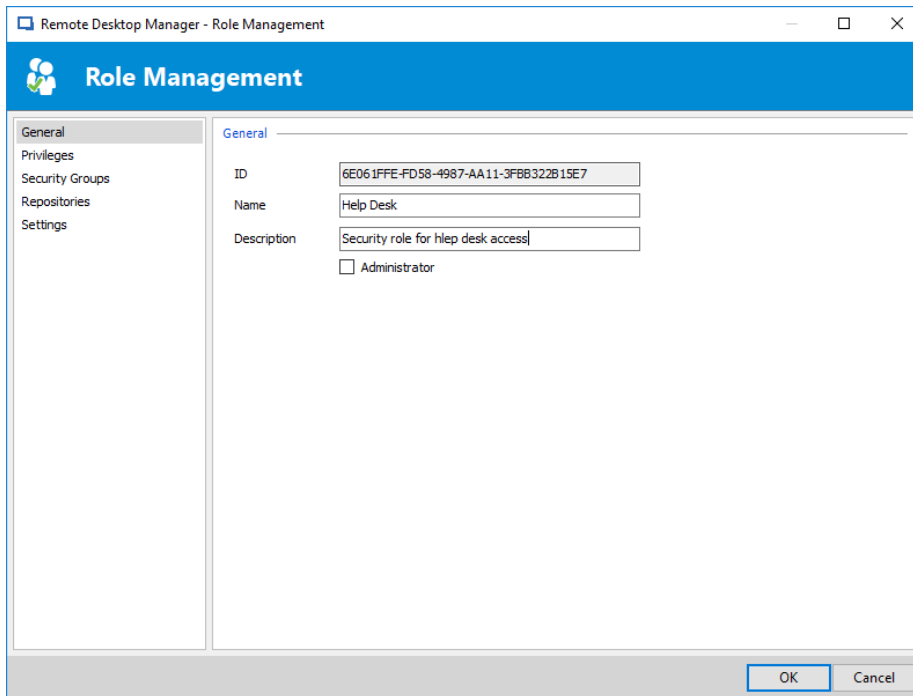 Remote Desktop Manager - Role Management
Role Management
General
Privileges
Security Groups
Repositories
Settings
General
ID 6E061FFE-FD58-4987-AA11-3FBB322B15E7
Name Help Desk
Description Security role for hlep desk access
Administrator
OK Cancel